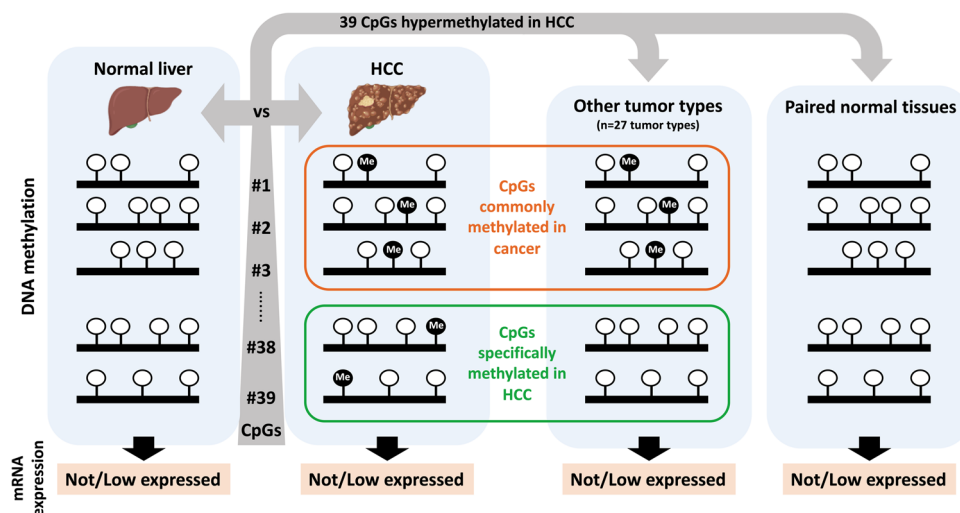 39 CpGs hypermethylated in HCC
Normal liver
vs
HCC
Other tumor types
(n=27 tumor types)
Paired normal tissues
DNA methylation
#1
#2
#3
......
#38
#39
CpGs
Me
Me
Me
Me
Me
CpGs
commonly
methylated in
cancer
CpGs
specifically
methylated in
HCC
Me
Me
Me
mRNA
expression
Not/Low expressed
Not/Low expressed
Not/Low expressed
Not/Low expressed